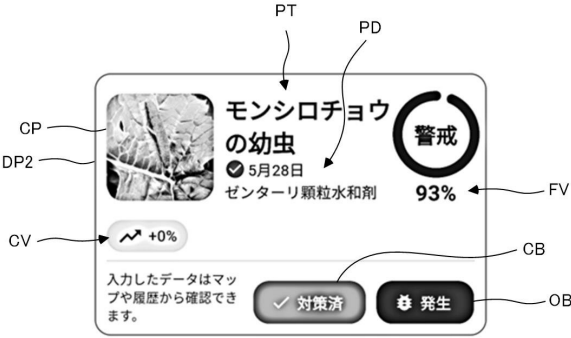 PT
PD
モンシロチョウ
の幼虫
警戒
CP
5月28日
DP2
ゼンターリ顆粒水和剤
93%
FV
CV
+0%
CB
入力したデータはマッ
プや履歴から確認でき
ます。
対策済
発生
OB